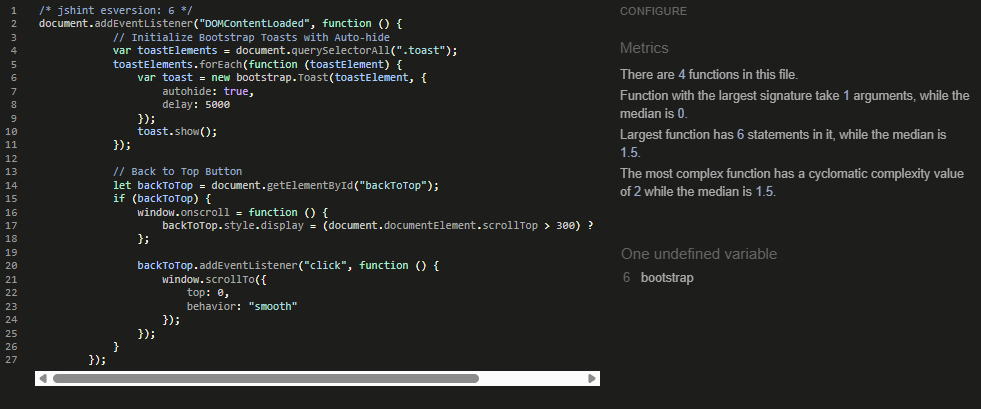 1 /* jshint esversion: 6 */
2 document.addEventListener("DOMContentLoaded", function () {
3 // Initialize Bootstrap Toasts with Auto-hide
4 var toastElements = document.querySelectorAll(".toast");
5 toastElements.forEach(function (toastElement) {
6 var toast = new bootstrap.Toast(toastElement, {
7 autohide: true,
8 delay: 5000
9 });
10 toast.show();
11 });
12
13 // Back to Top Button
14 let backToTop = document.getElementById("backToTop");
15 if (backToTop) {
16 window.onscroll = function () {
17 backToTop.style.display = (document.documentElement.scrollTop > 300) ?
18 };
19
20 backToTop.addEventListener("click", function () {
21 window.scrollTo({
22 top: 0,
23 behavior: "smooth"
24 });
25 });
26 }
27 });
CONFIGURE
Metrics
There are 4 functions in this file.
Function with the largest signature take 1 arguments, while the
median is 0.
Largest function has 6 statements in it, while the median is
1.5.
The most complex function has a cyclomatic complexity value
of 2 while the median is 1.5.
One undefined variable
6 bootstrap